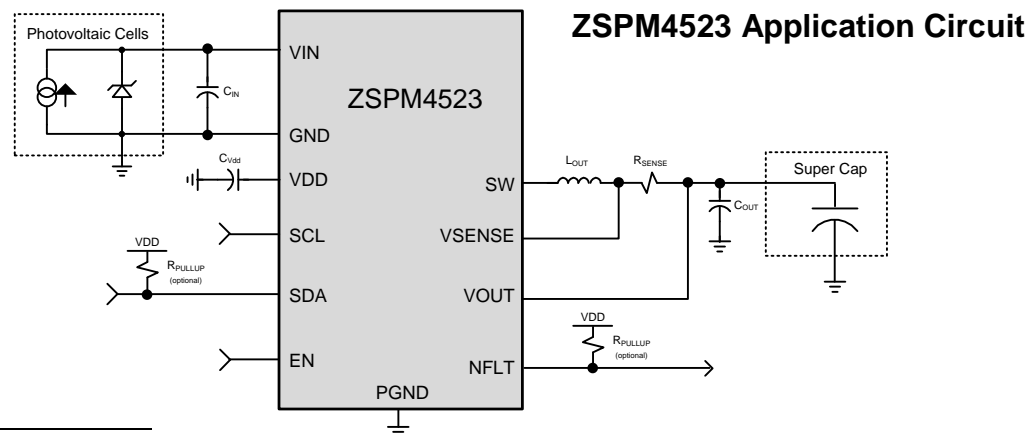 ZSPM4523 Application Circuit
Photovoltaic Cells
VIN
CIN
ZSPM4523
GND
CVdd
VDD
SW
LOUT
RSENSE
Super Cap
COUT
SCL
VSENSE
VDD
RPULLUP
(optional)
SDA
VOUT
VDD
RPULLUP
(optional)
EN
NFLT
PGND